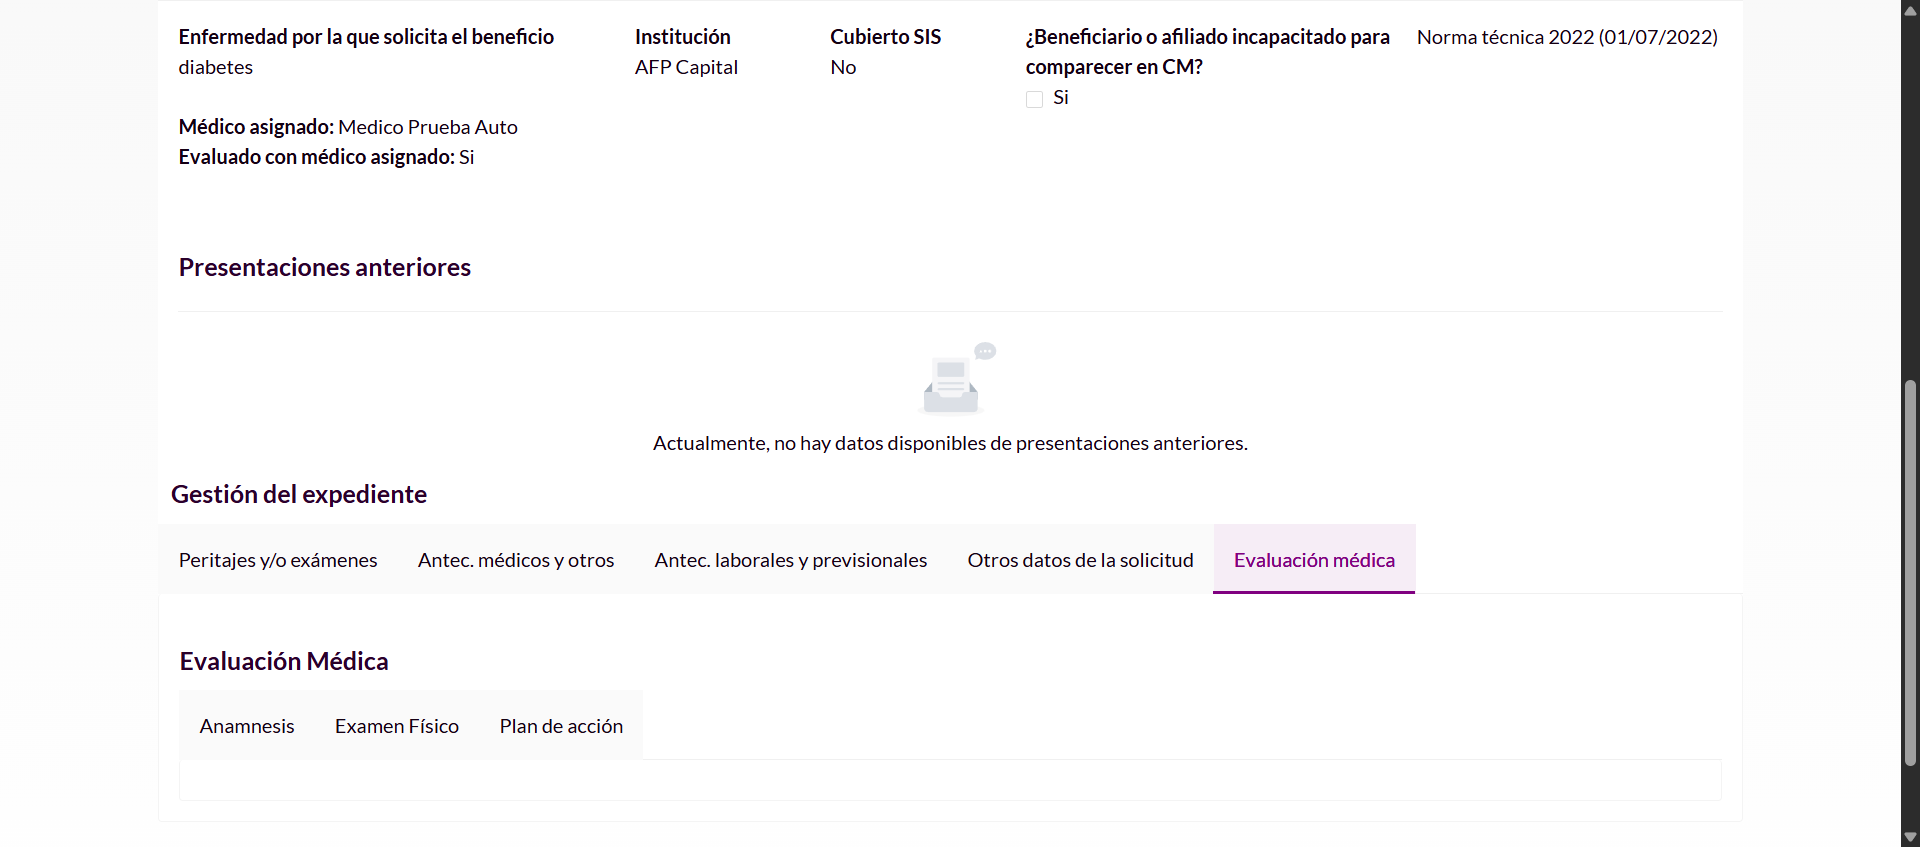 Enfermedad por la que solicita el beneficio
diabetes
Institución
AFP Capital
Cubierto SIS
No
¿Beneficiario o afiliado incapacitado para
comparecer en CM?
Si
Norma técnica 2022 (01/07/2022)
Médico asignado: Medico Prueba Auto
Evaluado con médico asignado: Si
Presentaciones anteriores
Actualmente, no hay datos disponibles de presentaciones anteriores.
Gestión del expediente
Peritajes y/o exámenes
Antec. médicos y otros
Antec. laborales y previsionales
Otros datos de la solicitud
Evaluación médica
Evaluación Médica
Anamnesis
Examen Físico
Plan de acción